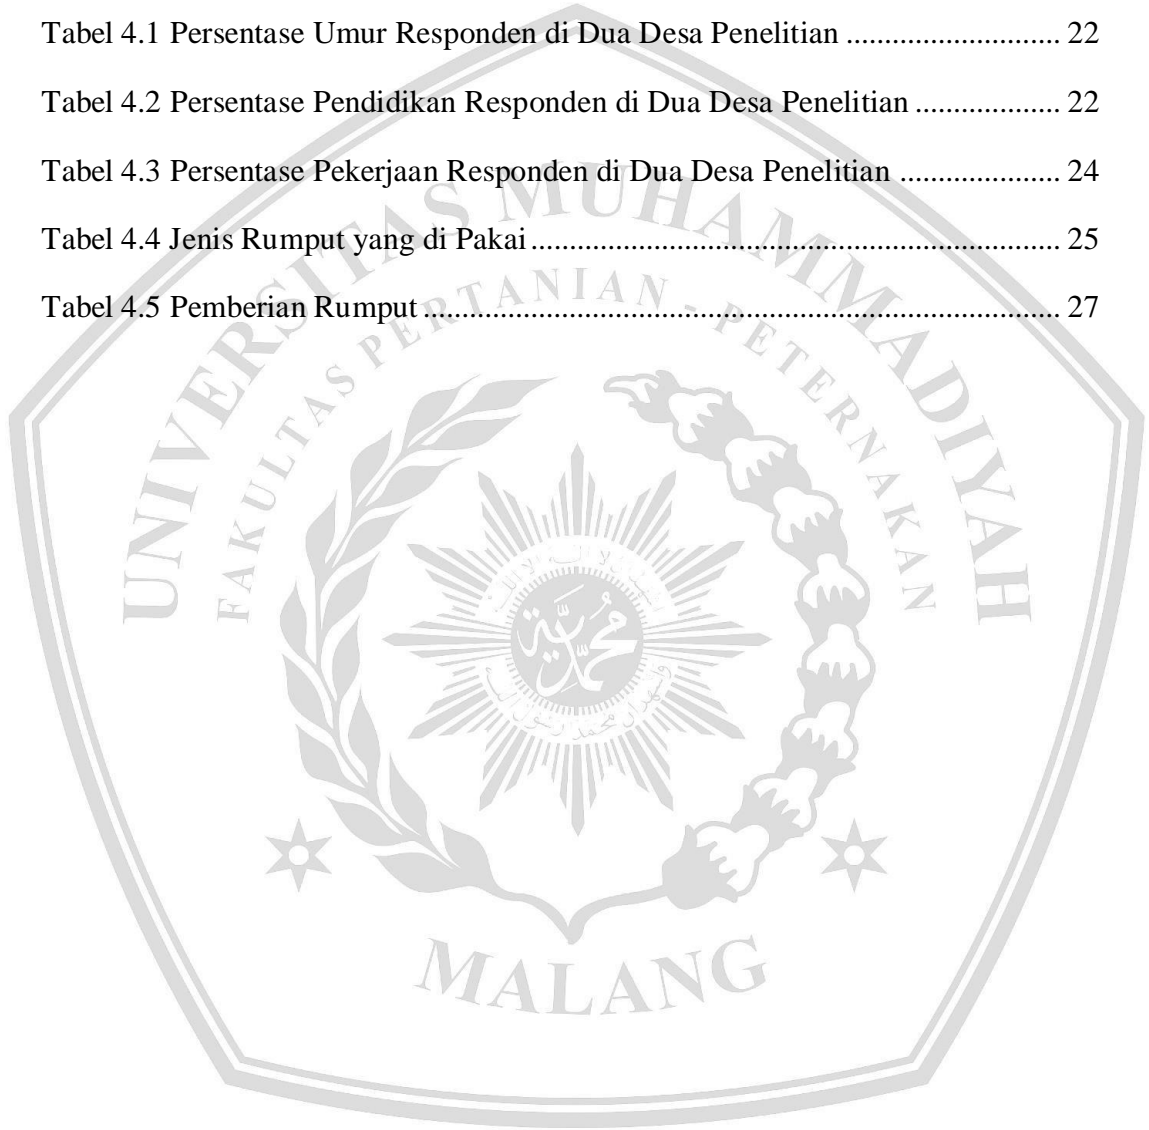 Tabel 4.1 Persentase Umur Responden di Dua Desa Penelitian ............................ 22
Tabel 4.2 Persentase Pendidikan Responden di Dua Desa Penelitian ................... 22
Tabel 4.3 Persentase Pekerjaan Responden di Dua Desa Penelitian ..................... 24
Tabel 4.4 Jenis Rumput yang di Pakai ...................................................................... 25
Tabel 4.5 Pemberian Rumput .................................................................................... 27
UNIVERSITAS MUHAMMADIYAH
FAKULTAS PERTANIAN - PETERNAKAN
محمدية
MALANG